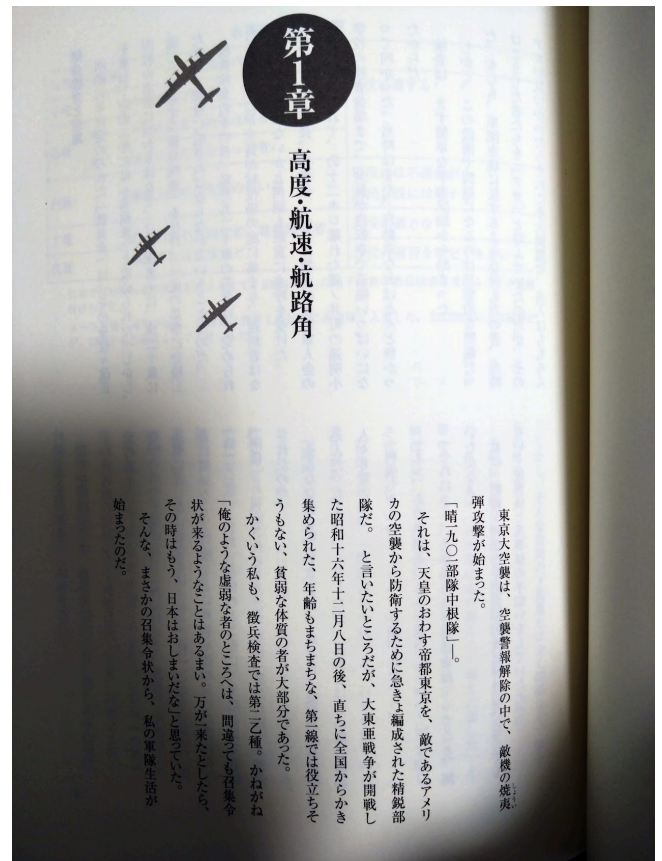 第1章
高度・航速・航路角
東京大空襲は、空襲警報解除の中で、敵機の焼夷
しょうい
弾攻撃が始まった。
「晴一九〇一部隊中根隊」―。
それは、天皇のおわす帝都東京を、敵であるアメリ
カの空襲から防衛するために急きょ編成された精鋭部
隊だ。　と言いたいところだが、大東亜戦争が開戦し
た昭和十六年十二月八日の後、直ちに全国からかき
集められた、年齢もまちまちな、第一線では役立ちそ
うもない、貧弱な体質の者が大部分であった。
かくいう私も、徴兵検査では第二乙種。かねがね
「俺のような虚弱な者のところへは、間違っても召集令
状が来るようなことはあるまい。万が一来たとしたら、
その時はもう、日本はおしまいだな」と思っていた。
そんな、まさかの召集令状から、私の軍隊生活が
始まったのだ。